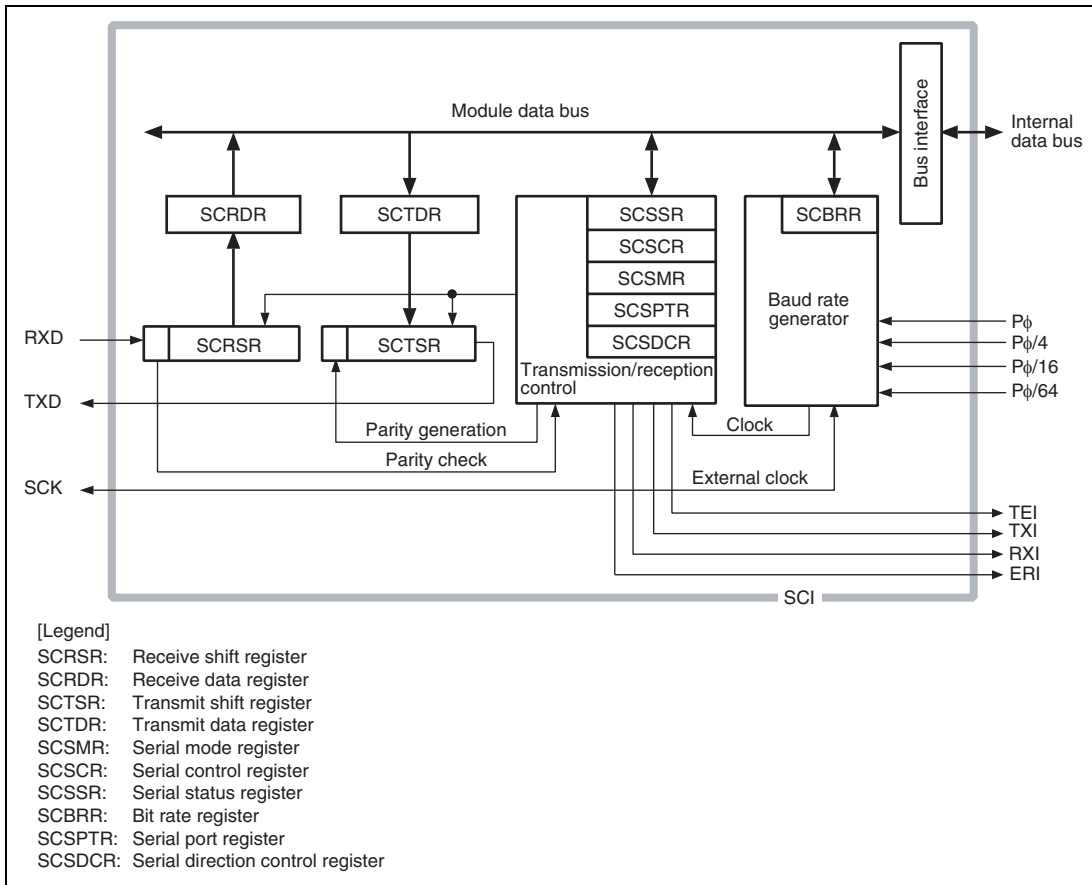 Module data bus
Bus interface
Internal
data bus
SCRDR
SCTDR
SCSSR
SCSCR
SCSMR
SCSPTR
SCSDCR
Transmission/reception
control
SCBRR
Baud rate
generator
RXD
SCRSR
SCTSR
TXD
Pϕ
Pϕ/4
Pϕ/16
Pϕ/64
Parity generation
Parity check
Clock
SCK
External clock
TEI
TXI
RXI
ERI
SCI
[Legend]
SCRSR: Receive shift register
SCRDR: Receive data register
SCTSR: Transmit shift register
SCTDR: Transmit data register
SCSMR: Serial mode register
SCSCR: Serial control register
SCSSR: Serial status register
SCBRR: Bit rate register
SCSPTR: Serial port register
SCSDCR: Serial direction control register